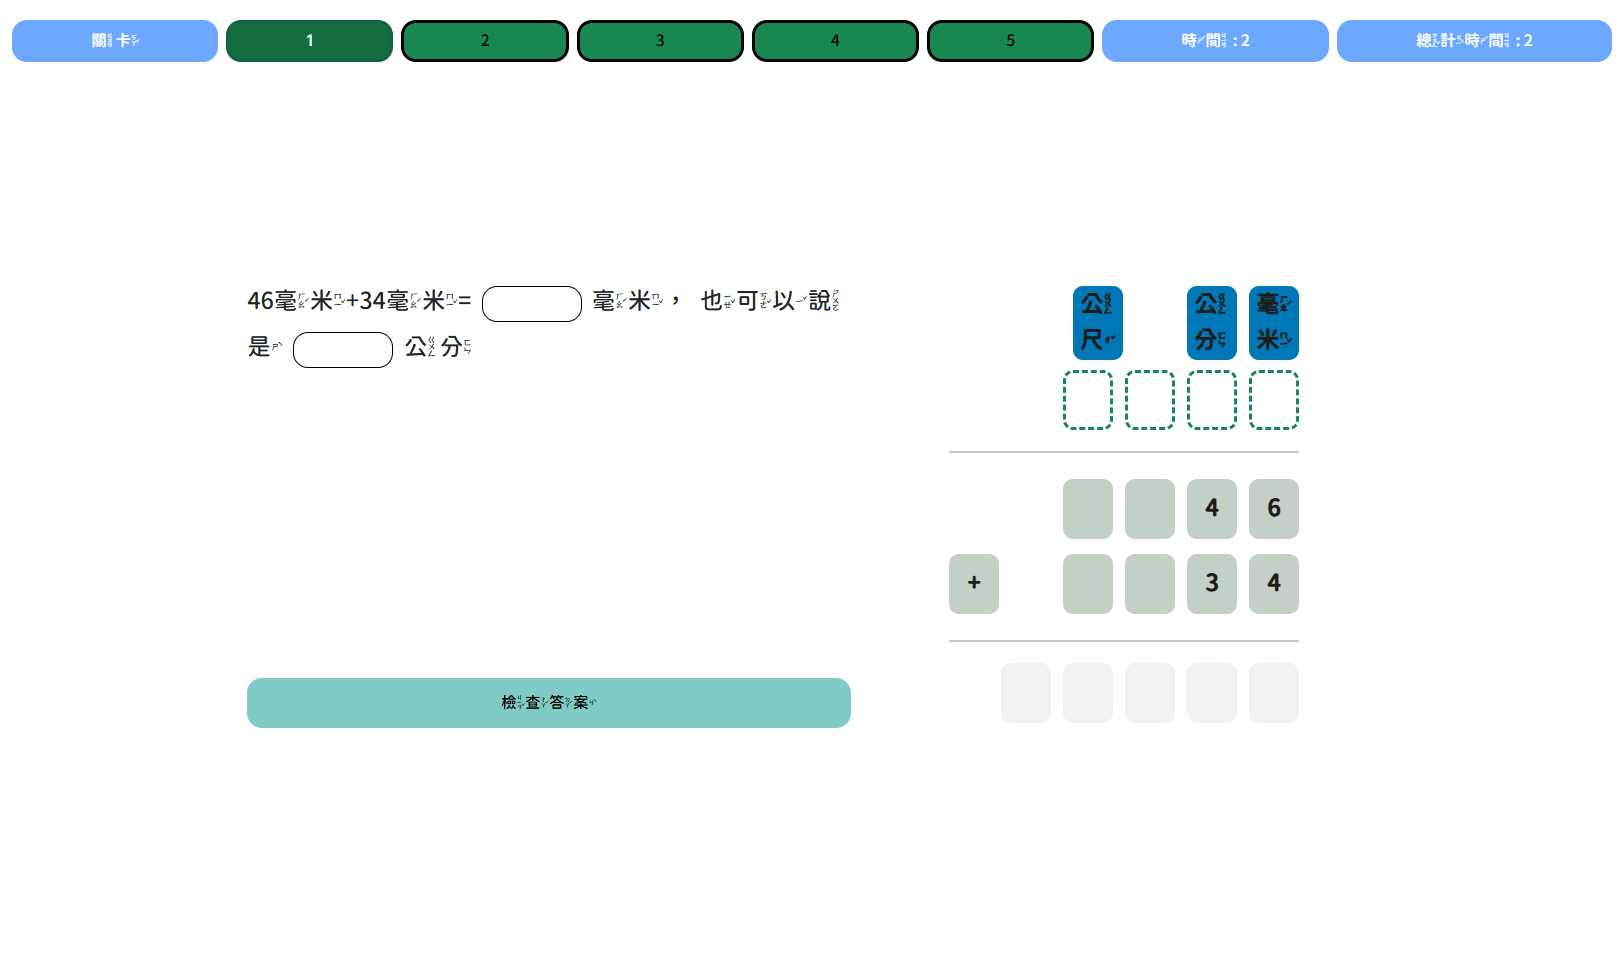 關卡 1 2 3 4 5 時間 : 2 總計時間 : 2
46毫米+34毫米= 毫米， 也可以說
是 公分
公尺 公分 毫米
4 6
+ 3 4
檢查答案